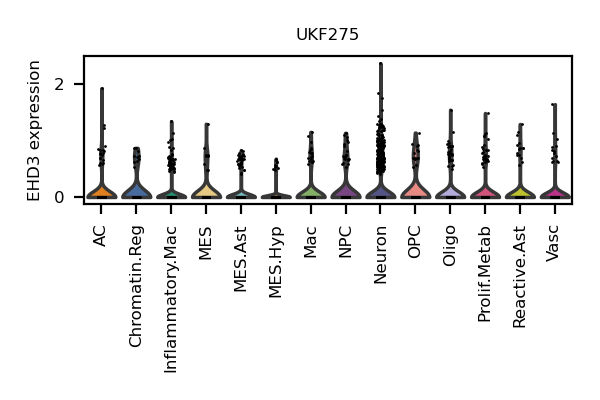 UKF275
EHD3 expression
2
0
AC
Chromatin.Reg
Inflammatory.Mac
MES
MES.Ast
MES.Hyp
Mac
NPC
Neuron
OPC
Oligo
Prolif.Metab
Reactive.Ast
Vasc